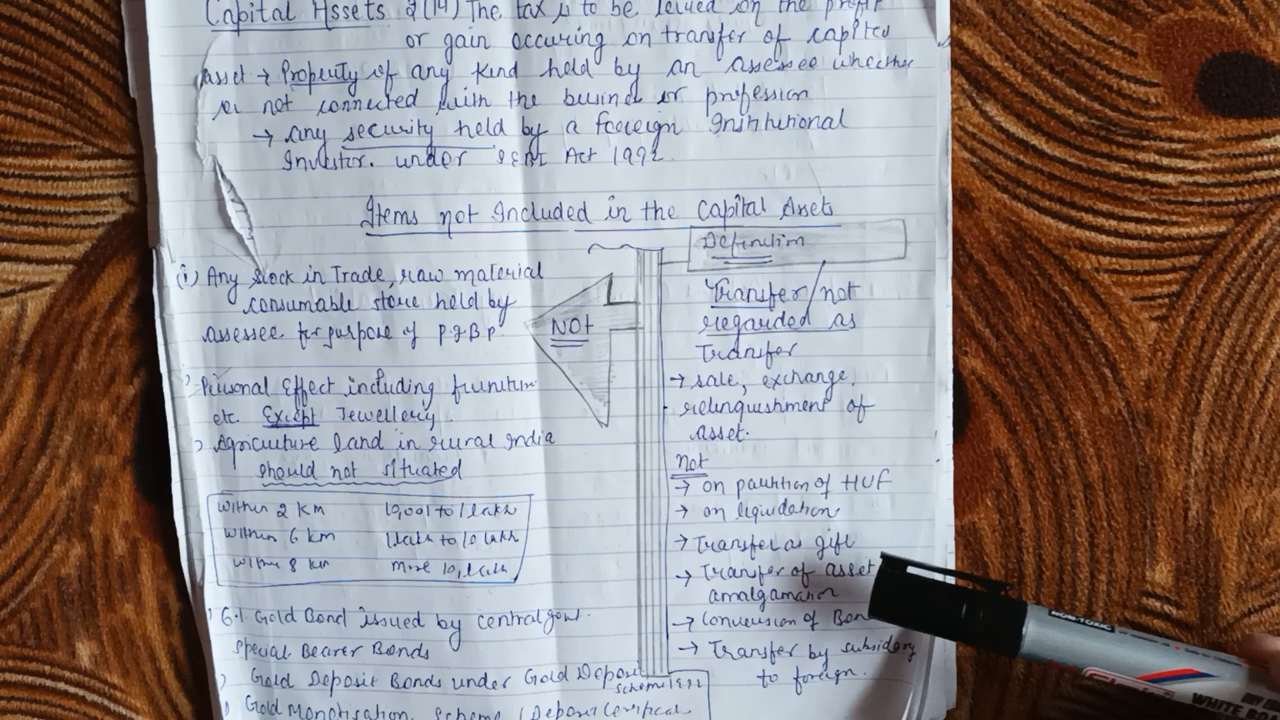 Capital Assets 2(14) The tax is to be levied on the profit
or gain occuring on transfer of capital
asset → Property of any kind held by an assessee whether
or not connected with the busines or profession
→ any security held by a foreign Institutional
Investor. under SEBI Act 1992.
Items not Included in the Capital Assets
(i) Any stock in Trade, raw material
consumable store held by
assessee for purpose of P.G.B.P
Personal Effect including furniture
etc. Except Jewellery.
Agriculture land in rural India
should not situated
within 2 KM 10,001 to 1 lakh
within 6 km 1 lakh to 10 lakh
within 8 km More 10, lakh
6.1. Gold Bond issued by central govt.
Special Bearer Bonds
Gold Deposit Bonds under Gold Deposit
scheme 1992
Gold Monetisation Scheme / Deposit Certificate
NOt
Definition
Transfer/not
regarded as
Transfer
→ sale, exchange,
relinquishment of
asset.
Not
→ on partition of HUF
→ on liquidation
→ Transfer as gift
→ Transfer of asset
amalgamation
→ Conversion of Bond
→ Transfer by subsidery
to foreign.
NON-TOXIC
WHITE